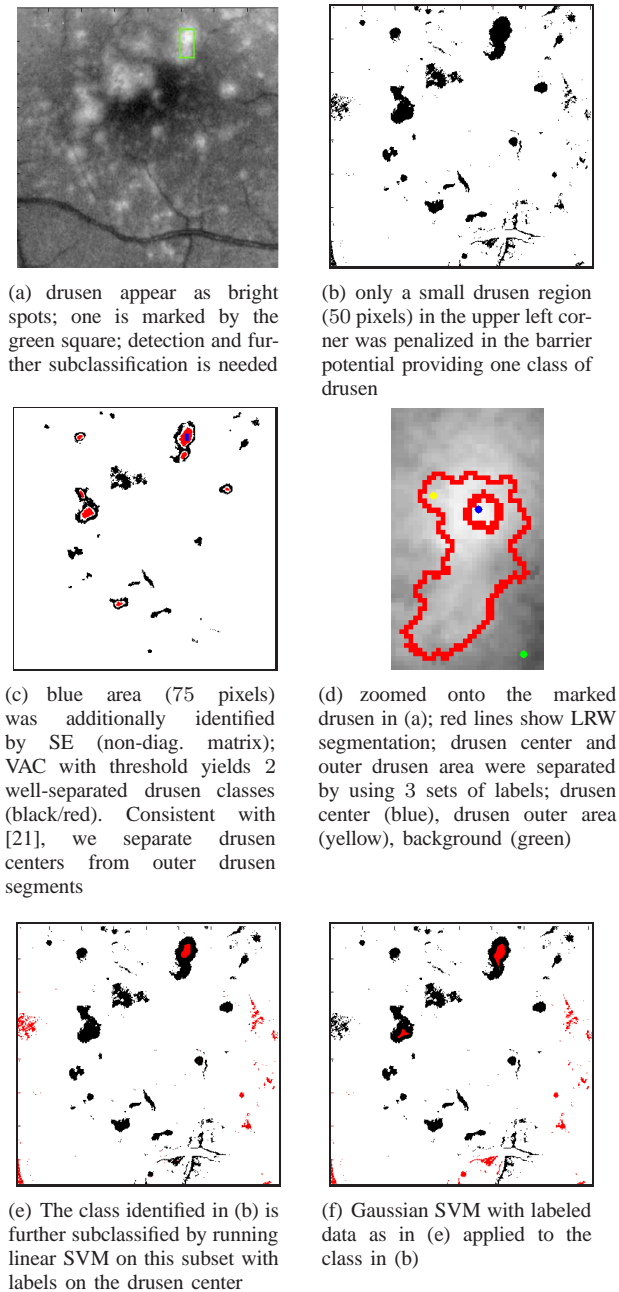 (a) drusen appear as bright
spots; one is marked by the
green square; detection and fur-
ther subclassification is needed
(b) only a small drusen region
(50 pixels) in the upper left cor-
ner was penalized in the barrier
potential providing one class of
drusen
(c) blue area (75 pixels)
was additionally identified
by SE (non-diag. matrix);
VAC with threshold yields 2
well-separated drusen classes
(black/red). Consistent with
[21], we separate drusen
centers from outer drusen
segments
(d) zoomed onto the marked
drusen in (a); red lines show LRW
segmentation; drusen center and
outer drusen area were separated
by using 3 sets of labels; drusen
center (blue), drusen outer area
(yellow), background (green)
(e) The class identified in (b) is
further subclassified by running
linear SVM on this subset with
labels on the drusen center
(f) Gaussian SVM with labeled
data as in (e) applied to the
class in (b)